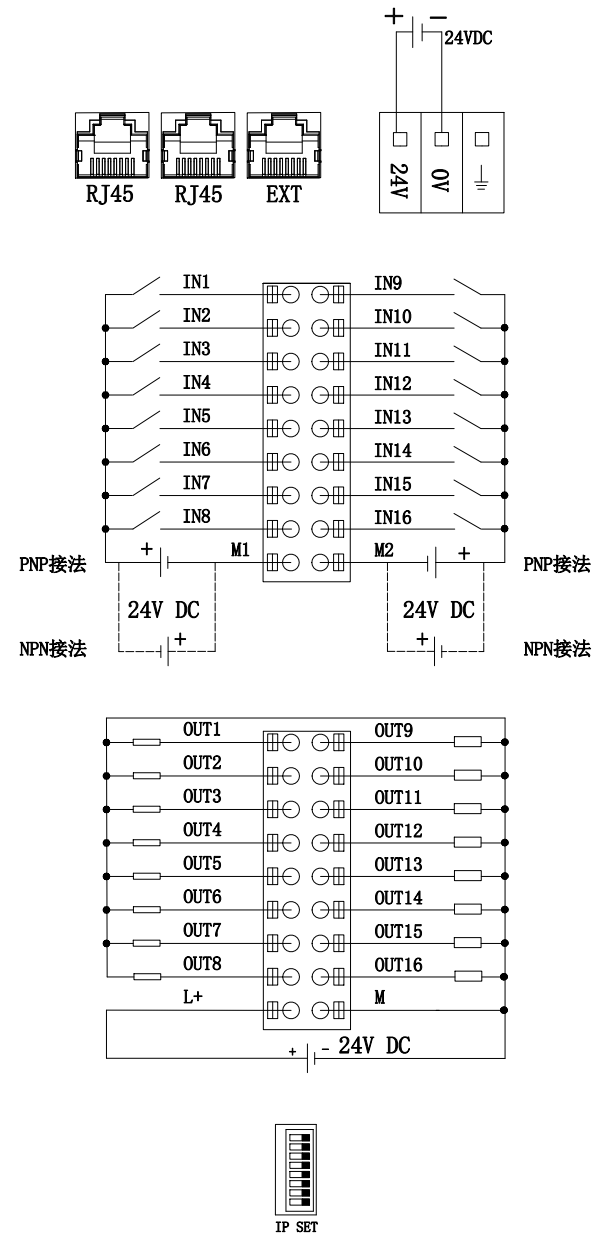 + − 24VDC
RJ45 RJ45 EXT 24V 0V
IN1 IN9
IN2 IN10
IN3 IN11
IN4 IN12
IN5 IN13
IN6 IN14
IN7 IN15
IN8 IN16
+ M1 M2 +
PNP接法 PNP接法
24V DC 24V DC
NPN接法 + + NPN接法
OUT1 OUT9
OUT2 OUT10
OUT3 OUT11
OUT4 OUT12
OUT5 OUT13
OUT6 OUT14
OUT7 OUT15
OUT8 OUT16
L+ M
+ − 24V DC
IP SET